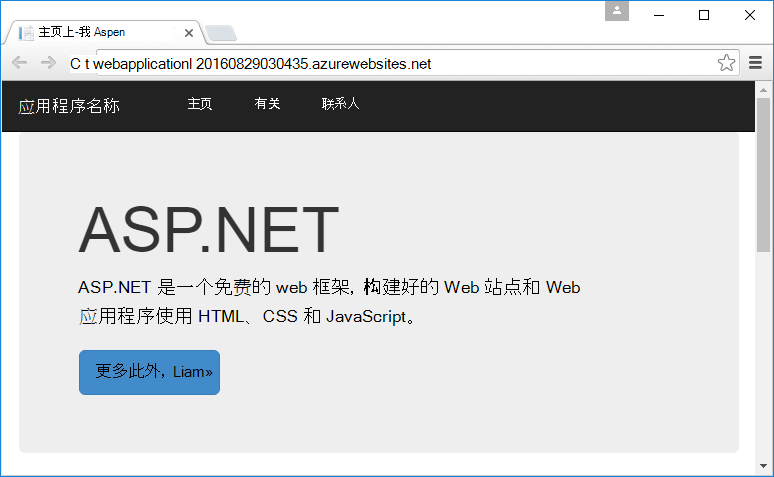 主页上-我 Aspen
C t webapplicationl 20160829030435.azurewebsites.net
应用程序名称 主页 有关 联系人
ASP.NET
ASP.NET 是一个免费的 web 框架, 构建好的 Web 站点和 Web
应用程序使用 HTML、CSS 和 JavaScript。
更多此外, Liam»